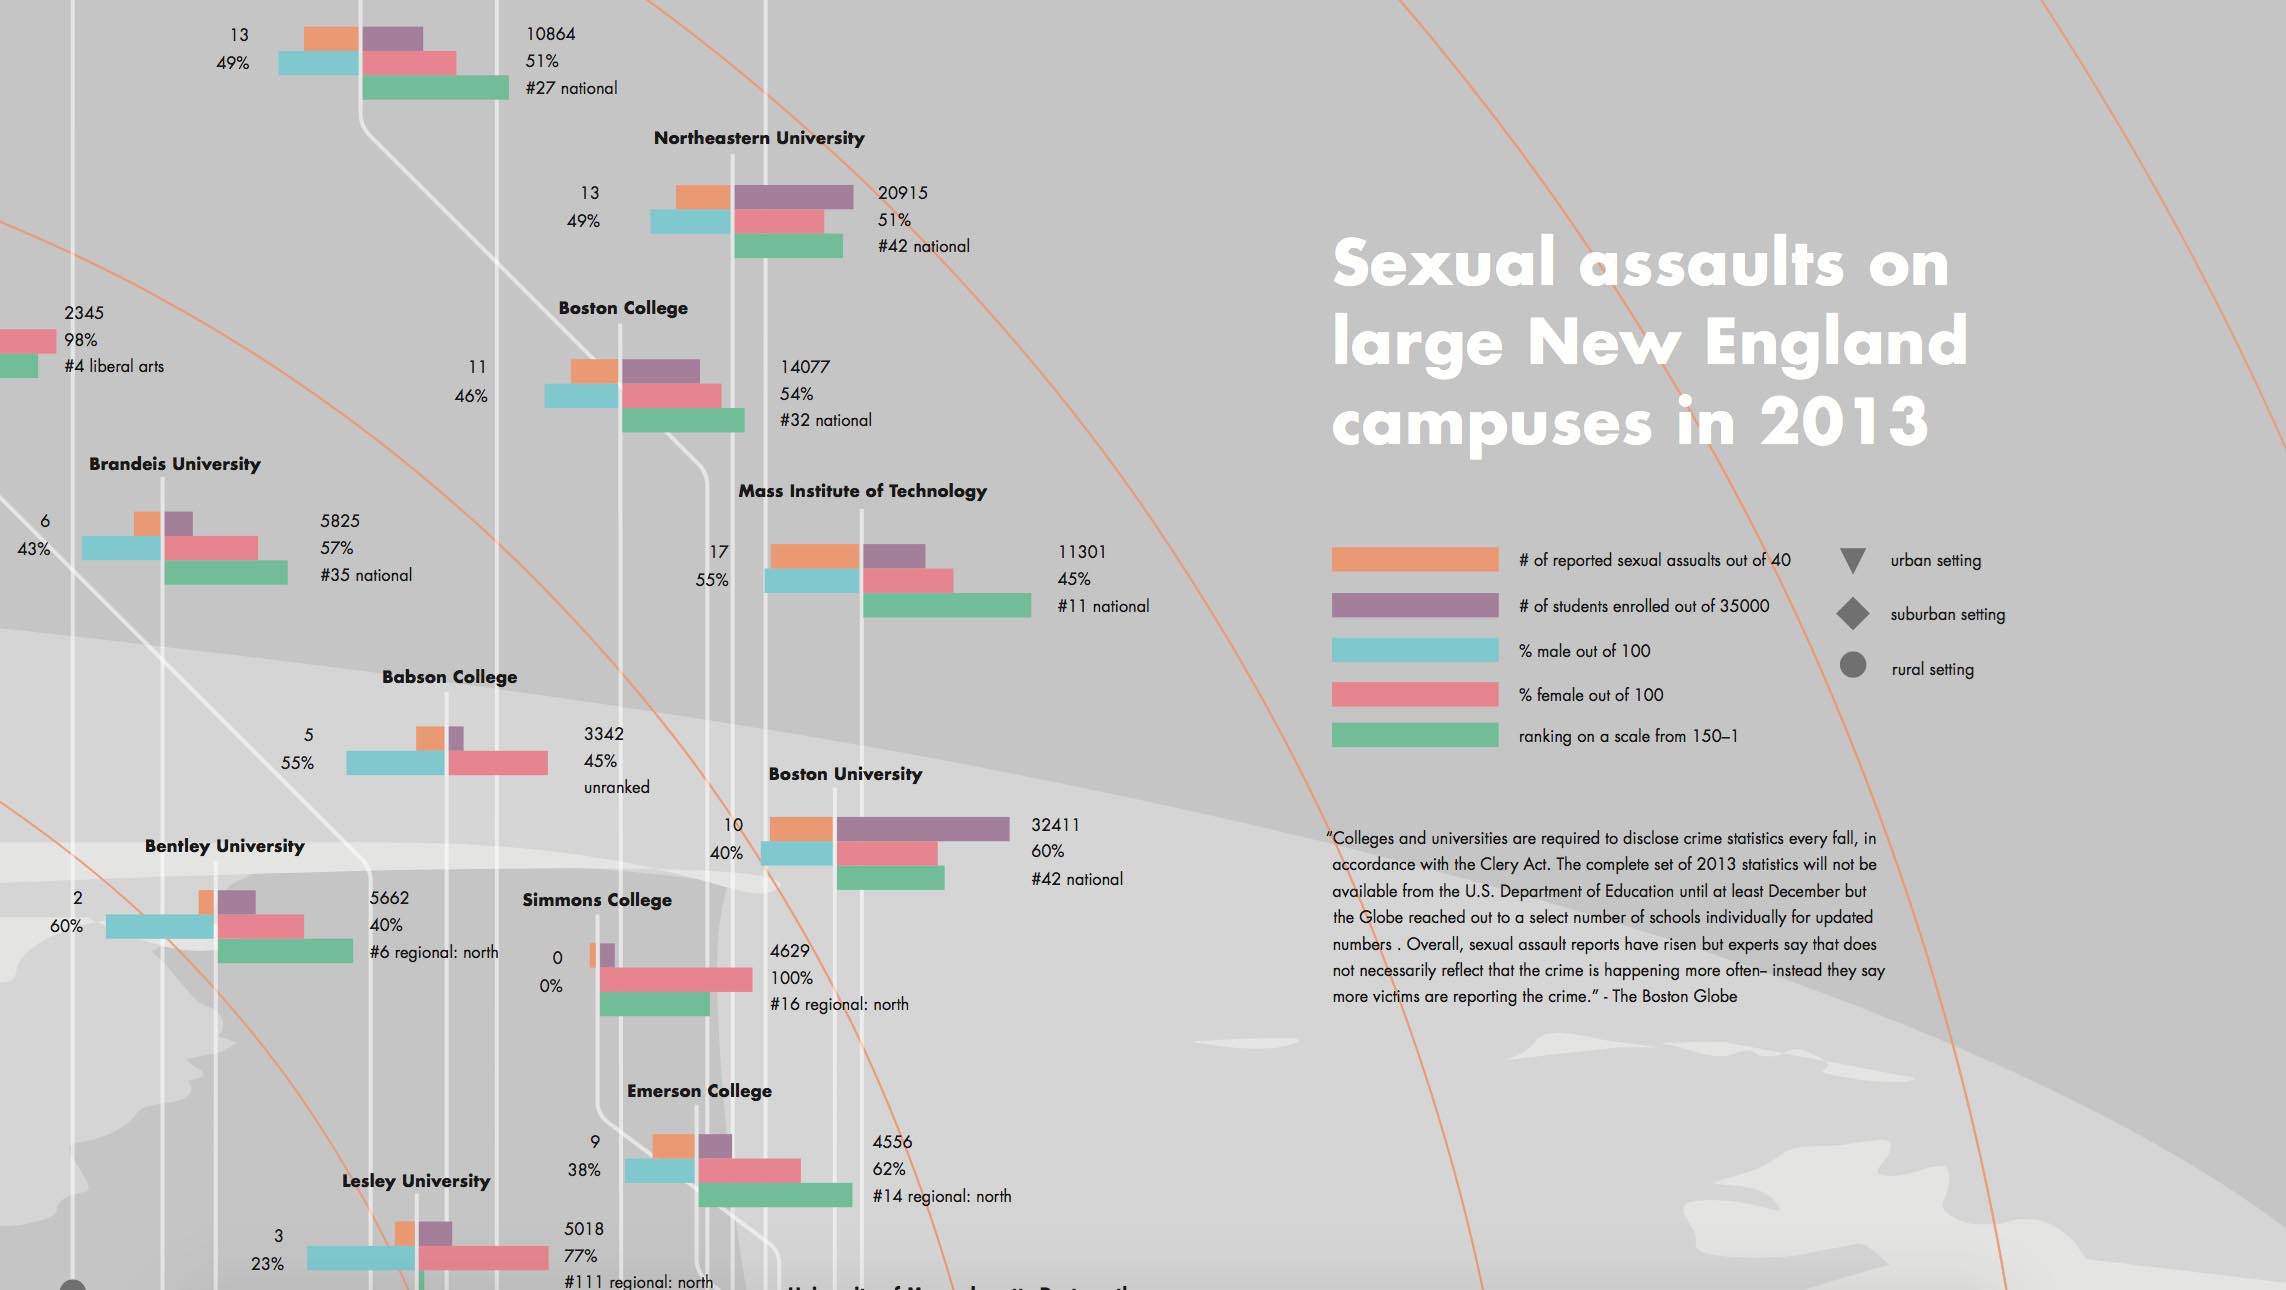 13
49%
10864
51%
#27 national
Northeastern University
13
49%
20915
51%
#42 national
2345
98%
#4 liberal arts
Boston College
11
46%
14077
54%
#32 national
Brandeis University
6
43%
5825
57%
#35 national
Mass Institute of Technology
17
55%
11301
45%
#11 national
Babson College
5
55%
3342
45%
unranked
Boston University
10
40%
32411
60%
#42 national
Bentley University
2
60%
5662
40%
#6 regional: north
Simmons College
0
0%
4629
100%
#16 regional: north
Emerson College
9
38%
4556
62%
#14 regional: north
Lesley University
3
23%
5018
77%
#111 regional: north
Sexual assaults on
large New England
campuses in 2013
# of reported sexual assualts out of 40
# of students enrolled out of 35000
% male out of 100
% female out of 100
ranking on a scale from 150–1
urban setting
suburban setting
rural setting
“Colleges and universities are required to disclose crime statistics every fall, in
accordance with the Clery Act. The complete set of 2013 statistics will not be
available from the U.S. Department of Education until at least December but
the Globe reached out to a select number of schools individually for updated
numbers . Overall, sexual assault reports have risen but experts say that does
not necessarily reflect that the crime is happening more often– instead they say
more victims are reporting the crime.” - The Boston Globe